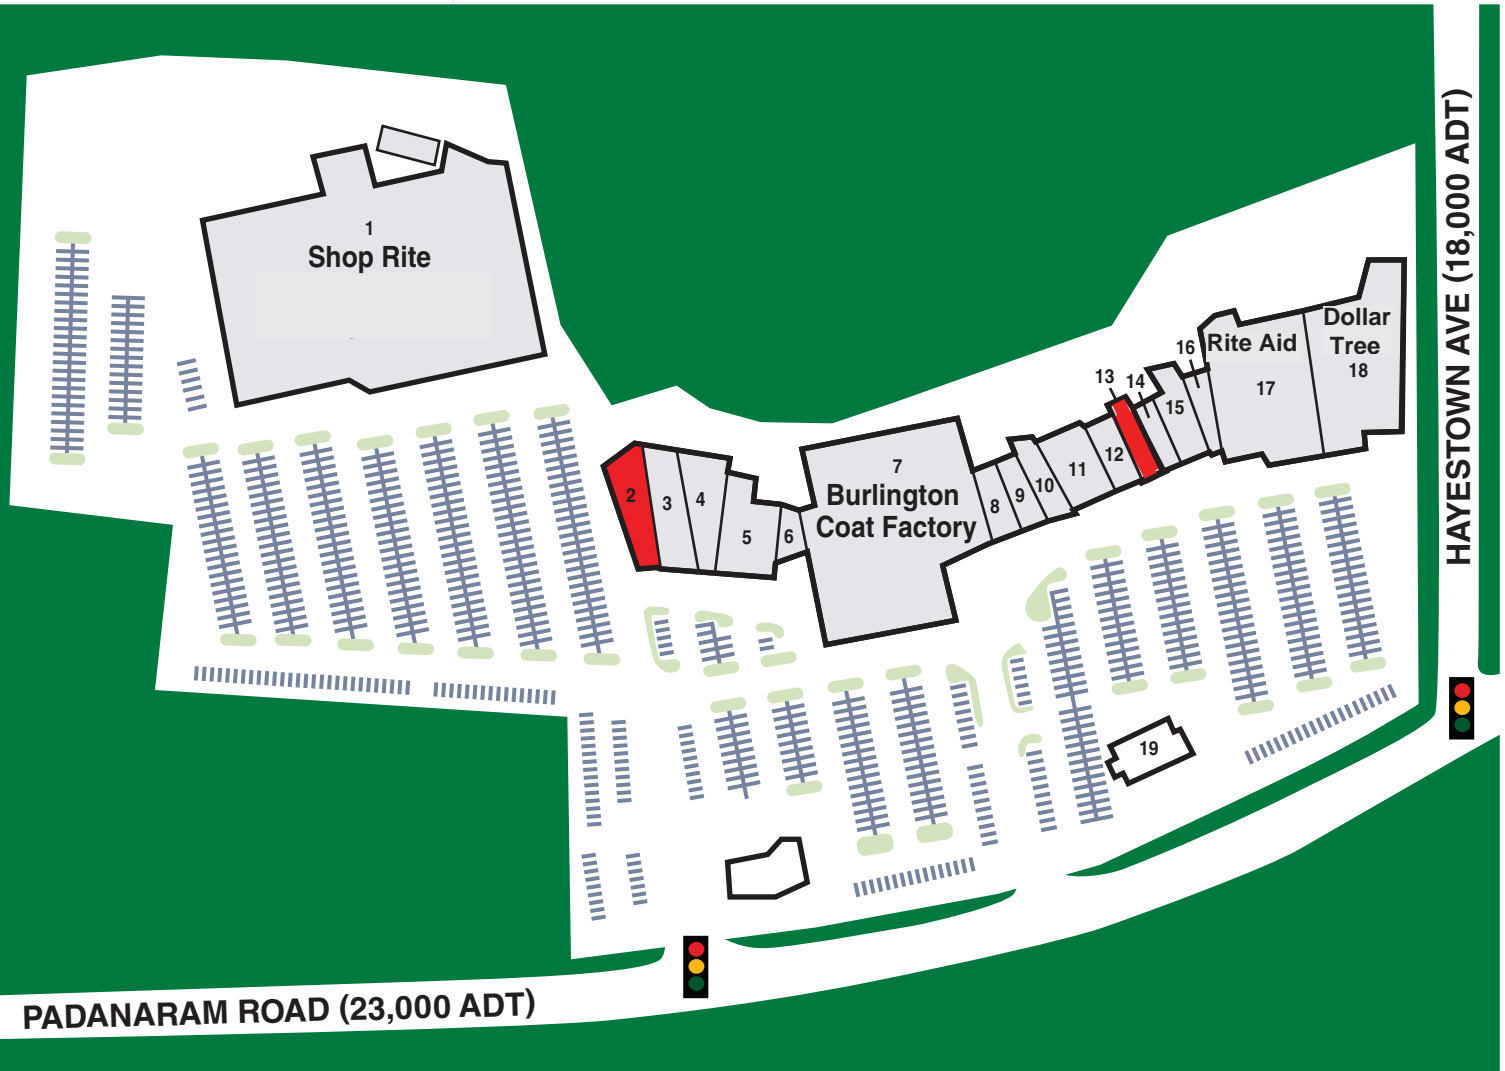 1
Shop Rite
2
3
4
5
6
7
Burlington
Coat Factory
8
9
10
11
12
13
14
15
16
Rite Aid
17
Dollar
Tree
18
19
HAYESTOWN AVE (18,000 ADT)
PADANARAM ROAD (23,000 ADT)